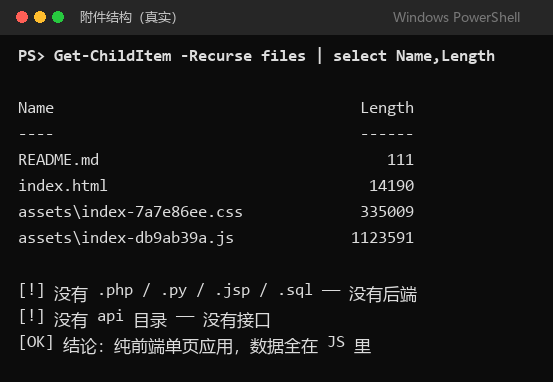 附件结构（真实）
Windows PowerShell
PS> Get-ChildItem -Recurse files | select Name,Length
Name Length
---- ------
README.md 111
index.html 14190
assets\index-7a7e86ee.css 335009
assets\index-db9ab39a.js 1123591
[!] 没有 .php / .py / .jsp / .sql —— 没有后端
[!] 没有 api 目录 —— 没有接口
[OK] 结论：纯前端单页应用，数据全在 JS 里